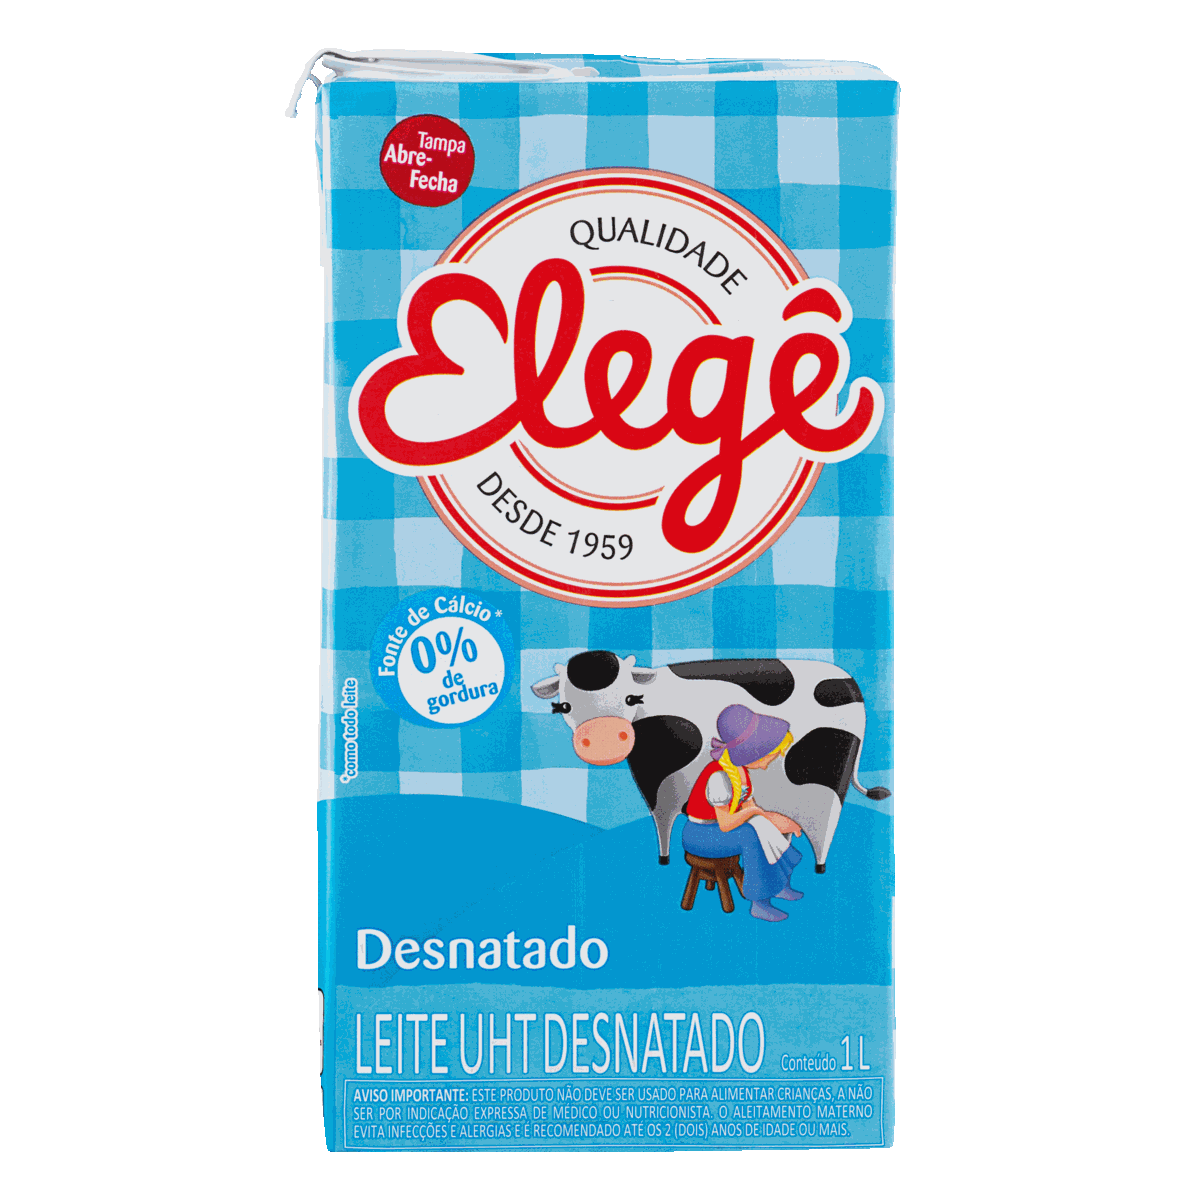 Tampa
Abre-
Fecha
QUALIDADE
Elegê
DESDE 1959
Fonte de Cálcio*
0%
de
gordura
*como todo leite
Desnatado
LEITE UHT DESNATADO Conteúdo 1 L
AVISO IMPORTANTE: ESTE PRODUTO NÃO DEVE SER USADO PARA ALIMENTAR CRIANÇAS, A NÃO
SER POR INDICAÇÃO EXPRESSA DE MÉDICO OU NUTRICIONISTA. O ALEITAMENTO MATERNO
EVITA INFECÇÕES E ALERGIAS E É RECOMENDADO ATÉ OS 2 (DOIS) ANOS DE IDADE OU MAIS.